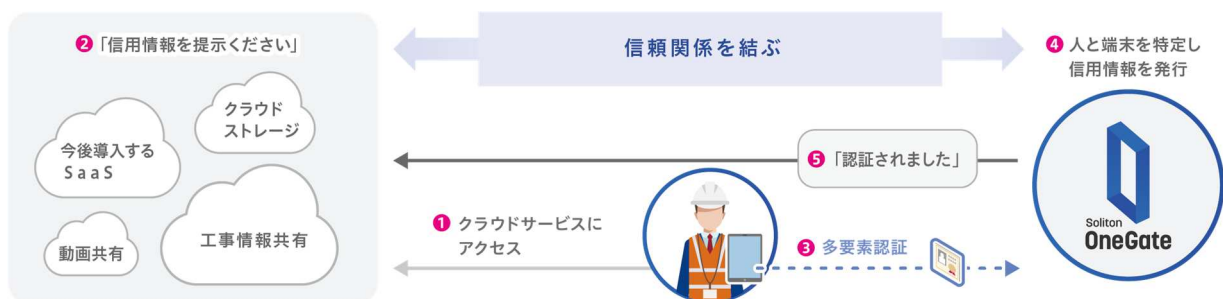 ❷「信用情報を提示ください」
クラウド
ストレージ
今後導入する
SaaS
動画共有
工事情報共有
信頼関係を結ぶ
❹ 人と端末を特定し
信用情報を発行
❺「認証されました」
❶ クラウドサービスに
アクセス
❸ 多要素認証
Soliton
OneGate